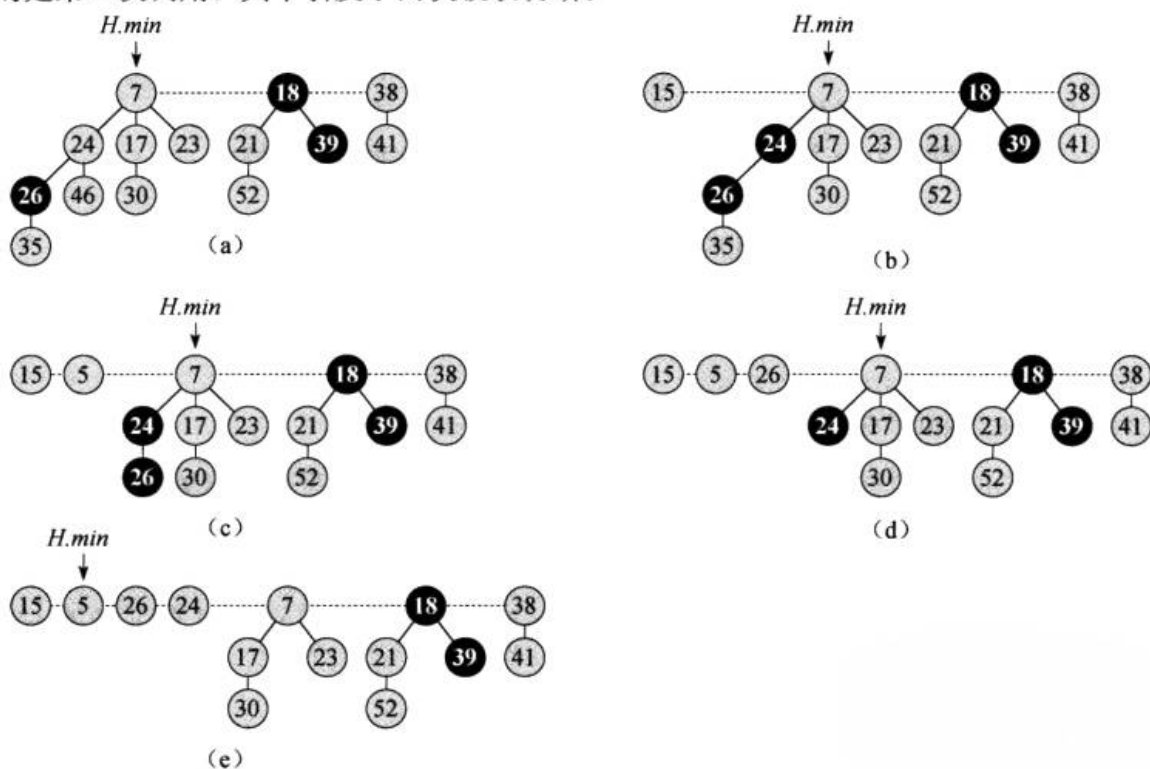 H.min
H.min
7 18 38
15 7 18 38
24 17 23 21 39 41
24 17 23 21 39 41
26 46 30 52
26 30 52
35
35
(a)
(b)
H.min
H.min
15 5 7 18 38
15 5 26 7 18 38
24 17 23 21 39 41
24 17 23 21 39 41
26 30 52
30 52
(c)
(d)
H.min
15 5 26 24 7 18 38
17 23 21 39 41
30 52
(e)